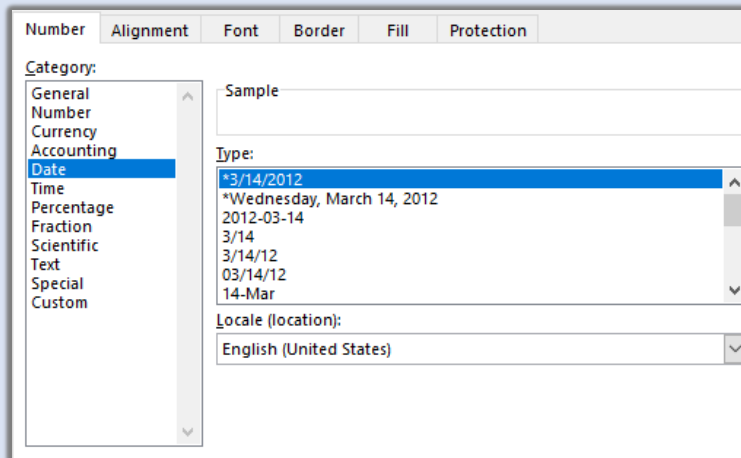 Number Alignment Font Border Fill Protection
Category:
General
Number
Currency
Accounting
Date
Time
Percentage
Fraction
Scientific
Text
Special
Custom
Sample
Type:
*3/14/2012
*Wednesday, March 14, 2012
2012-03-14
3/14
3/14/12
03/14/12
14-Mar
Locale (location):
English (United States)